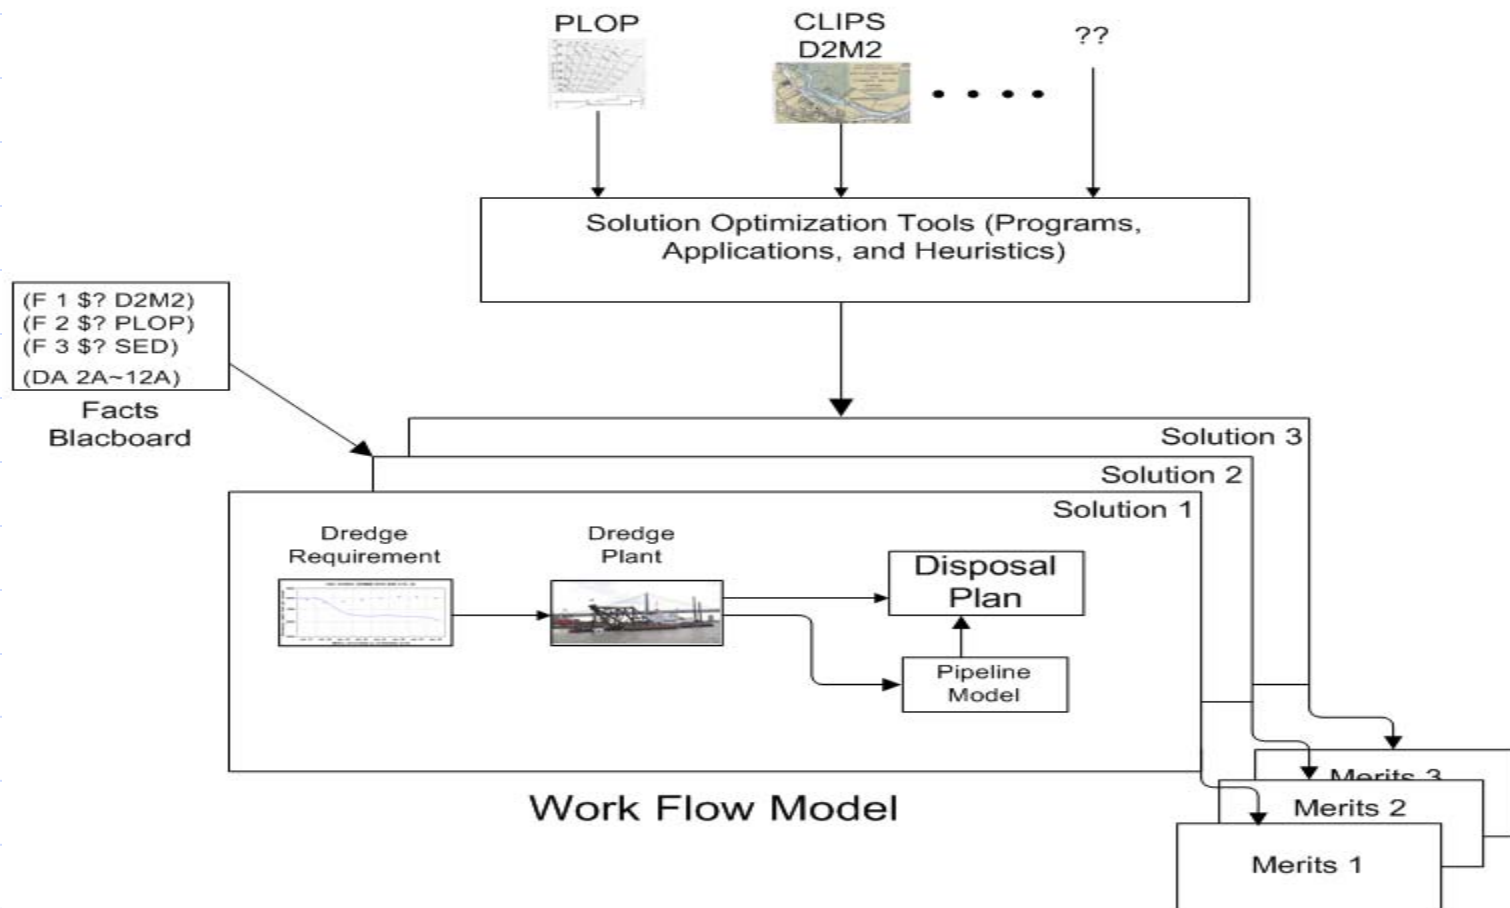 PLOP
CLIPS
D2M2
??
Solution Optimization Tools (Programs,
Applications, and Heuristics)
(F 1 $? D2M2)
(F 2 $? PLOP)
(F 3 $? SED)
(DA 2A~12A)
Facts
Blacboard
Solution 3
Solution 2
Solution 1
Dredge
Requirement
Dredge
Plant
Disposal
Plan
Pipeline
Model
Work Flow Model
Merits 3
Merits 2
Merits 1